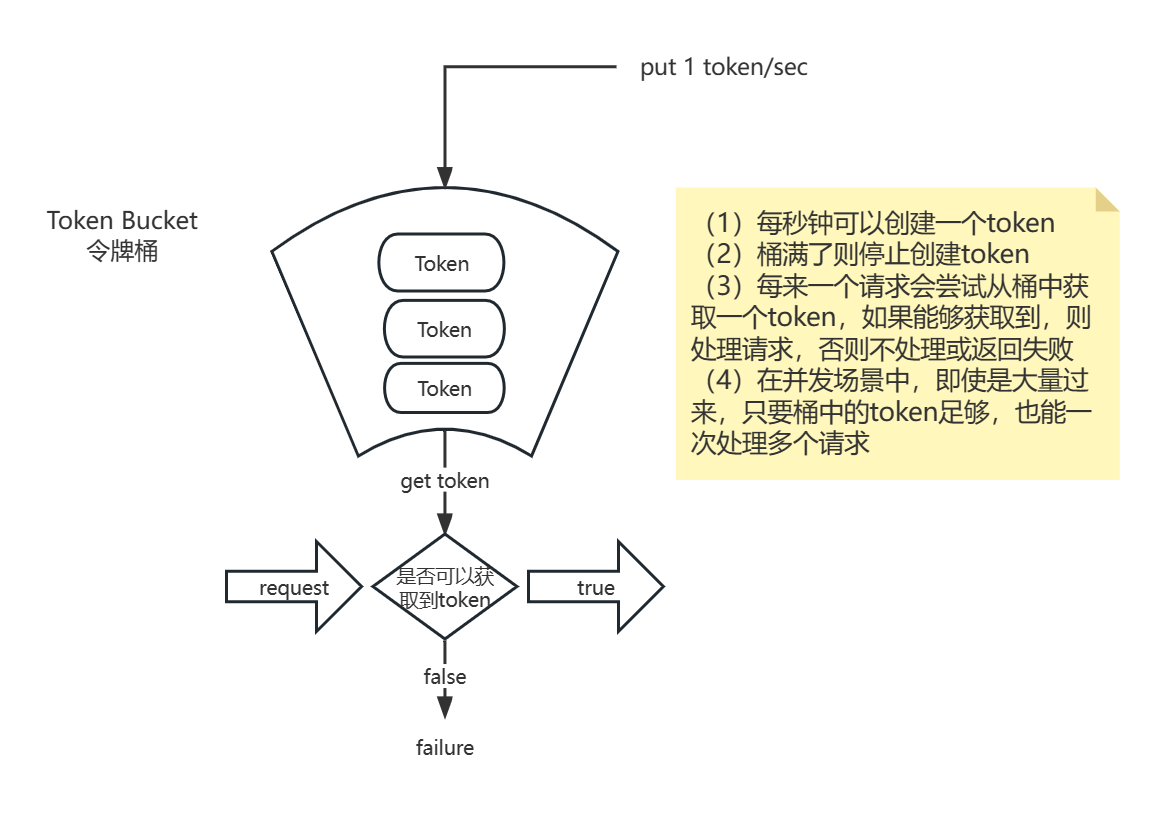 put 1 token/sec
Token Bucket
令牌桶
Token
Token
Token
get token
request
是否可以获
取到token
true
false
failure
（1）每秒钟可以创建一个token
（2）桶满了则停止创建token
（3）每来一个请求会尝试从桶中获
取一个token，如果能够获取到，则
处理请求，否则不处理或返回失败
（4）在并发场景中，即使是大量过
来，只要桶中的token足够，也能一
次处理多个请求